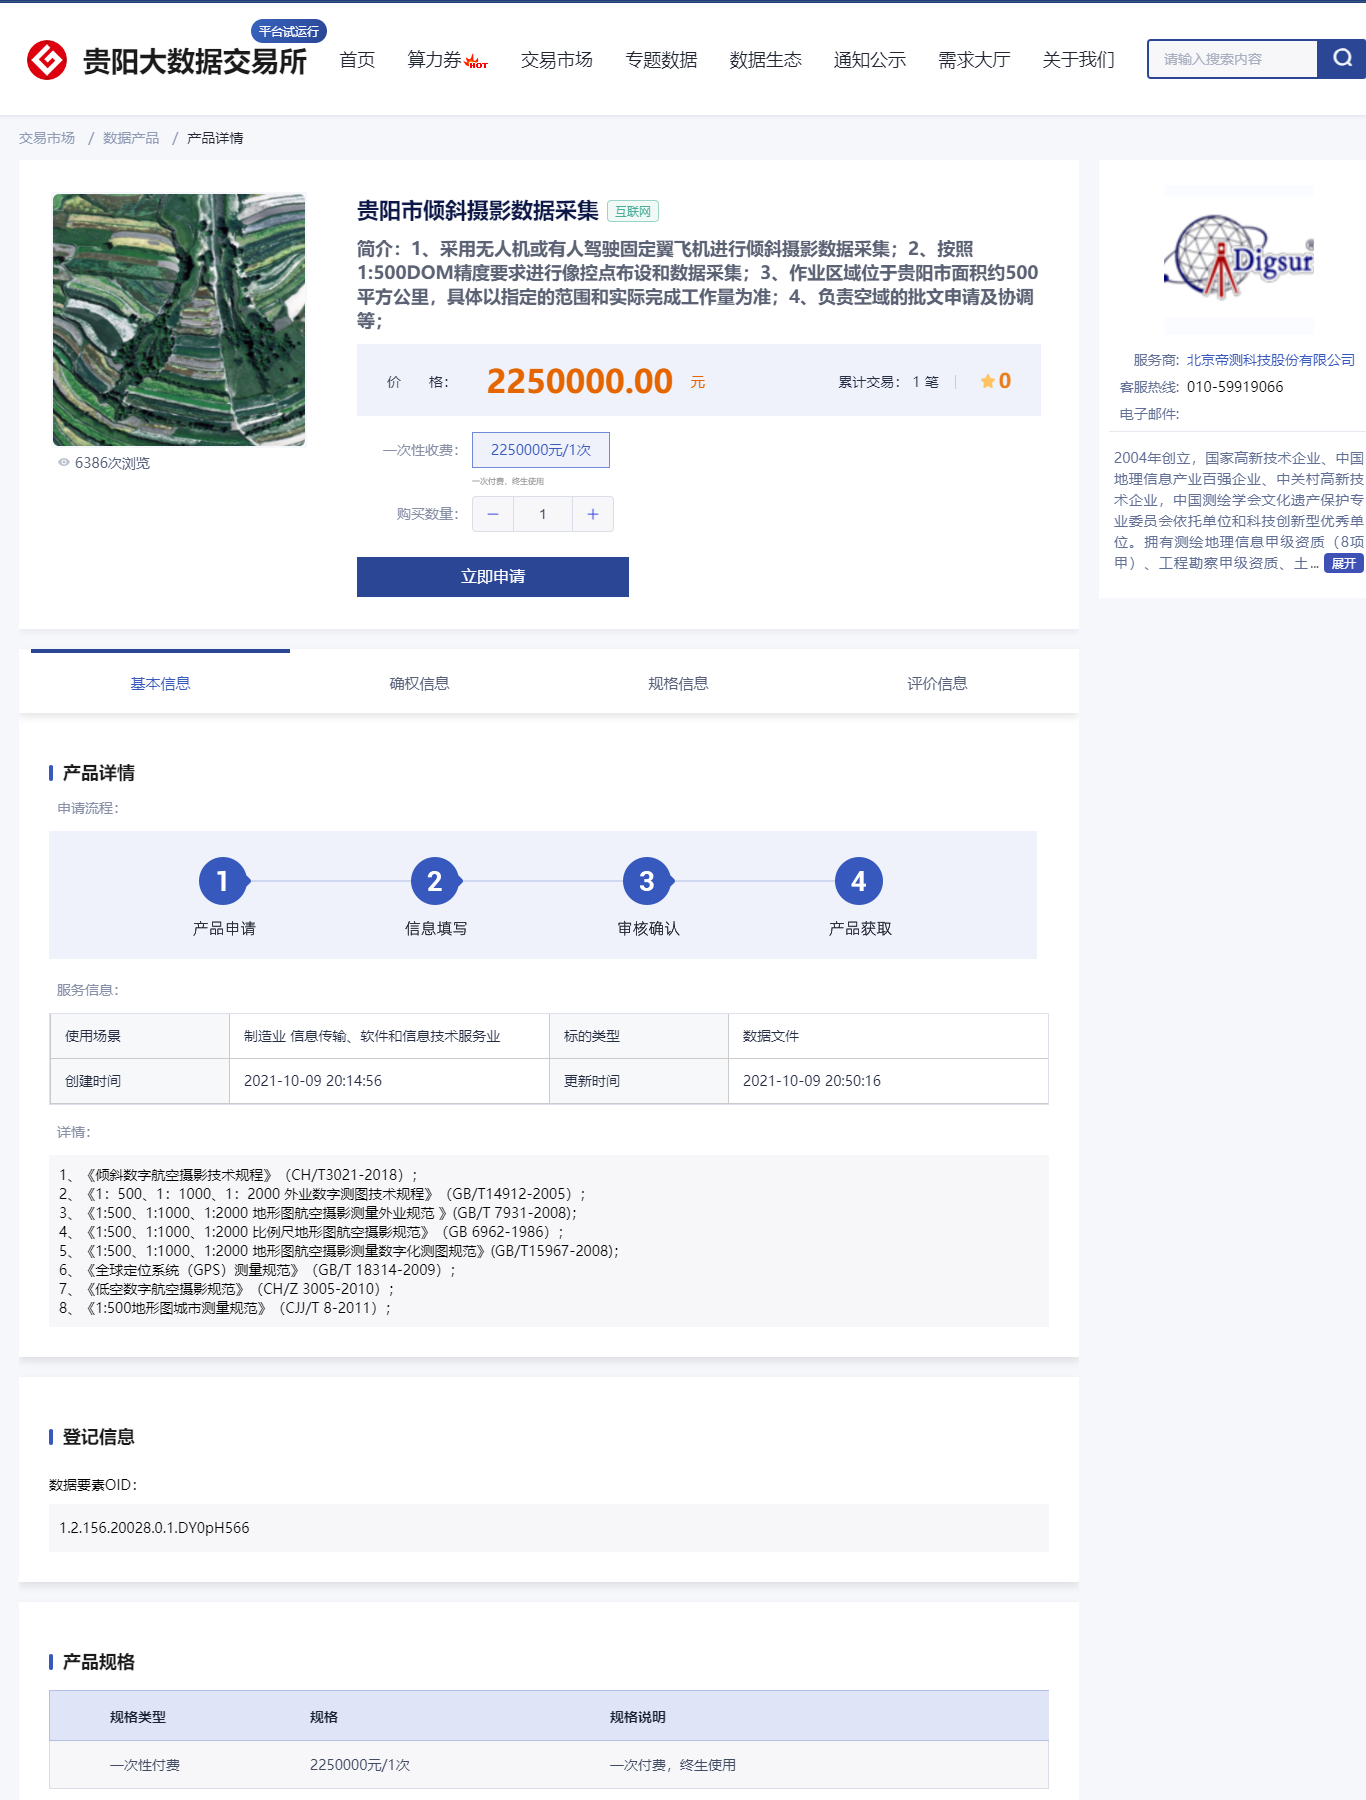 平台试运行
贵阳大数据交易所
首页 算力券 HOT 交易市场 专题数据 数据生态 通知公示 需求大厅 关于我们 请输入搜索内容
交易市场 / 数据产品 / 产品详情
贵阳市倾斜摄影数据采集 互联网
简介：1、采用无人机或有人驾驶固定翼飞机进行倾斜摄影数据采集；2、按照
1:500DOM精度要求进行像控点布设和数据采集；3、作业区域位于贵阳市面积约500
平方公里，具体以指定的范围和实际完成工作量为准；4、负责空域的批文申请及协调
等；
价 格： 2250000.00 元 累计交易： 1 笔 0
一次性收费： 2250000元/1次
一次付费，终生使用
购买数量： 1
立即申请
6386次浏览
Digsur
服务商: 北京帝测科技股份有限公司
客服热线: 010-59919066
电子邮件:
2004年创立，国家高新技术企业、中国
地理信息产业百强企业、中关村高新技
术企业，中国测绘学会文化遗产保护专
业委员会依托单位和科技创新型优秀单
位。拥有测绘地理信息甲级资质（8项
甲）、工程勘察甲级资质、土... 展开
基本信息 确权信息 规格信息 评价信息
产品详情
申请流程：
1 2 3 4
产品申请 信息填写 审核确认 产品获取
服务信息：
使用场景 制造业 信息传输、软件和信息技术服务业 标的类型 数据文件
创建时间 2021-10-09 20:14:56 更新时间 2021-10-09 20:50:16
详情：
1、《倾斜数字航空摄影技术规程》（CH/T3021-2018）；
2、《1：500、1：1000、1：2000 外业数字测图技术规程》（GB/T14912-2005）；
3、《1:500、1:1000、1:2000 地形图航空摄影测量外业规范 》(GB/T 7931-2008)；
4、《1:500、1:1000、1:2000 比例尺地形图航空摄影规范》（GB 6962-1986）；
5、《1:500、1:1000、1:2000 地形图航空摄影测量数字化测图规范》(GB/T15967-2008)；
6、《全球定位系统（GPS）测量规范》（GB/T 18314-2009）；
7、《低空数字航空摄影规范》（CH/Z 3005-2010）；
8、《1:500地形图城市测量规范》（CJJ/T 8-2011）；
登记信息
数据要素OID：
1.2.156.20028.0.1.DY0pH566
产品规格
规格类型 规格 规格说明
一次性付费 2250000元/1次 一次付费，终生使用